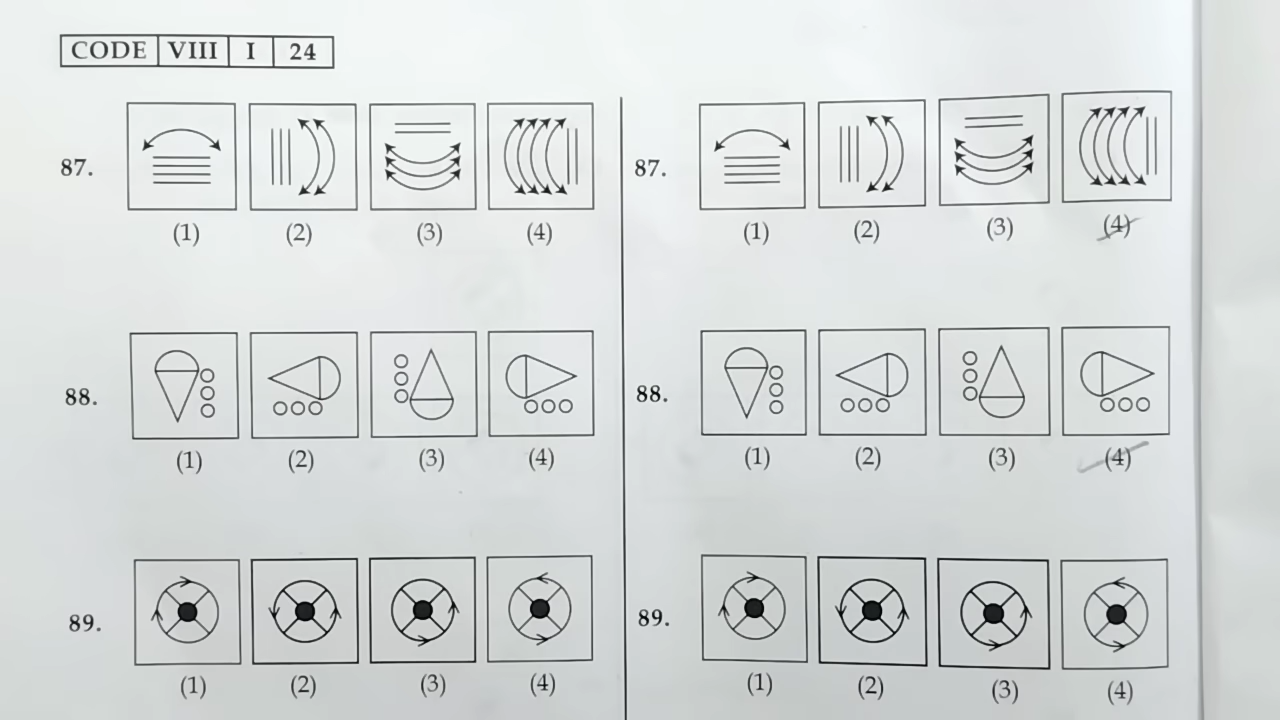 CODE VIII I 24
87.
(1) (2) (3) (4)
88.
(1) (2) (3) (4)
89.
(1) (2) (3) (4)
87.
(1) (2) (3) (4)
88.
(1) (2) (3) (4)
89.
(1) (2) (3) (4)